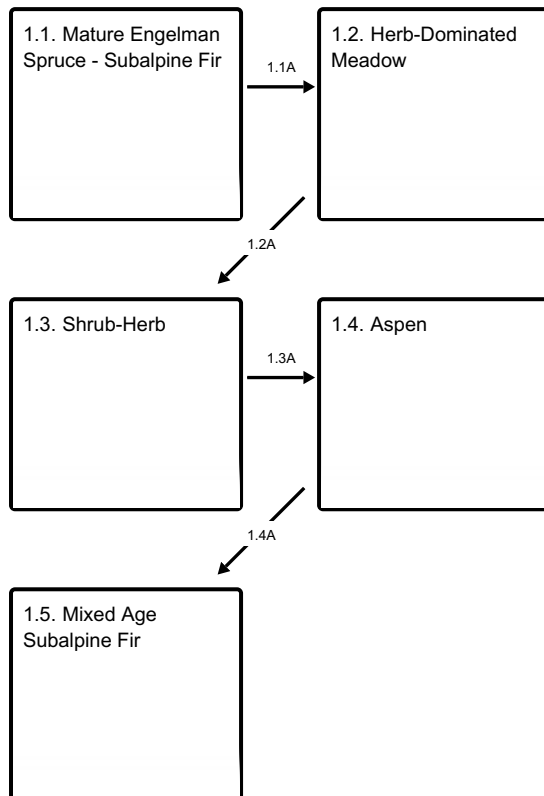 1.1. Mature Engelman
Spruce - Subalpine Fir
1.1A
1.2. Herb-Dominated
Meadow
1.2A
1.3. Shrub-Herb
1.3A
1.4. Aspen
1.4A
1.5. Mixed Age
Subalpine Fir